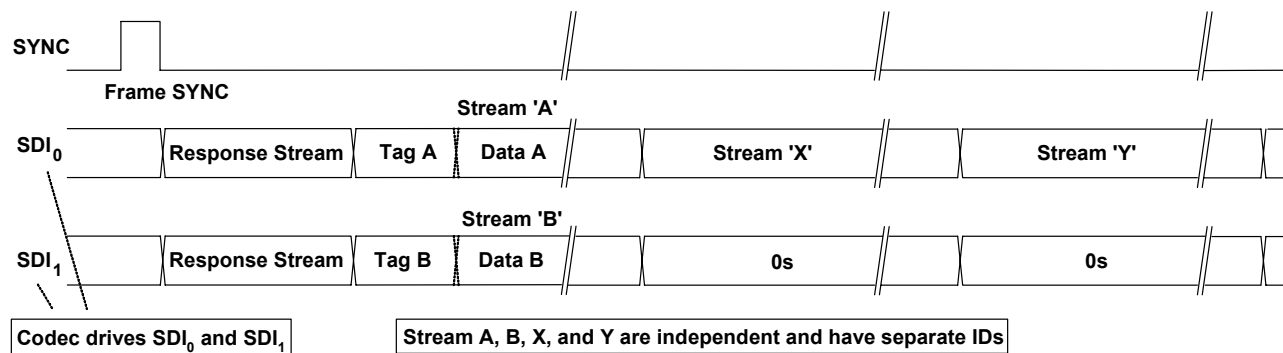 SYNC
Frame SYNC
Stream 'A'
SDI0 Response Stream Tag A Data A Stream 'X' Stream 'Y'
Stream 'B'
SDI1 Response Stream Tag B Data B 0s 0s
Codec drives SDI0 and SDI1
Stream A, B, X, and Y are independent and have separate IDs